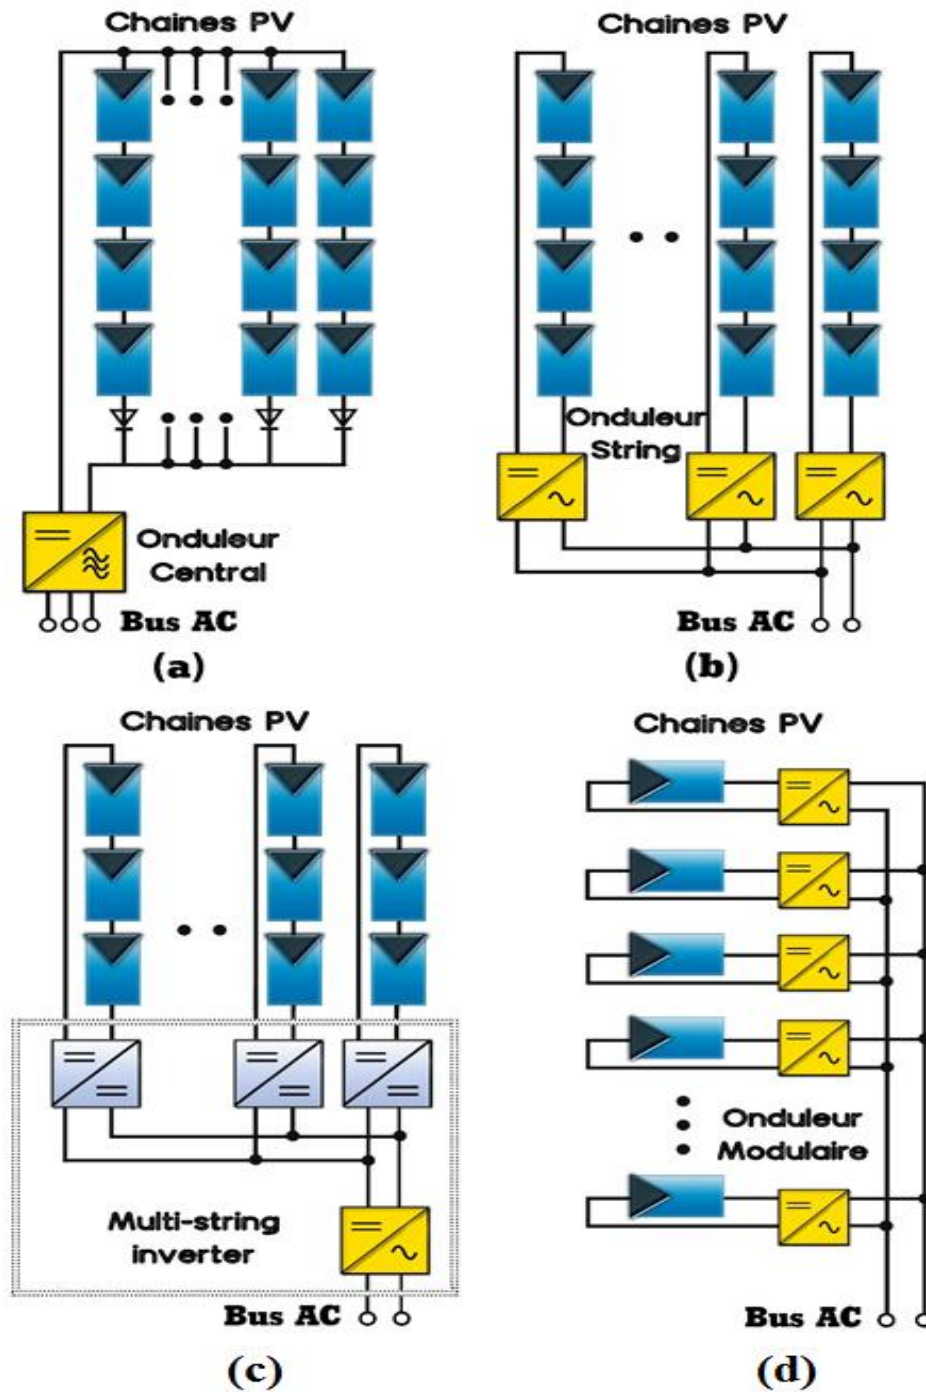 Chaines PV
Onduleur
Central
Bus AC
(a)
Chaines PV
Onduleur
String
Bus AC
(b)
Chaines PV
Multi-string
inverter
Bus AC
(c)
Chaines PV
Onduleur
Modulaire
Bus AC
(d)